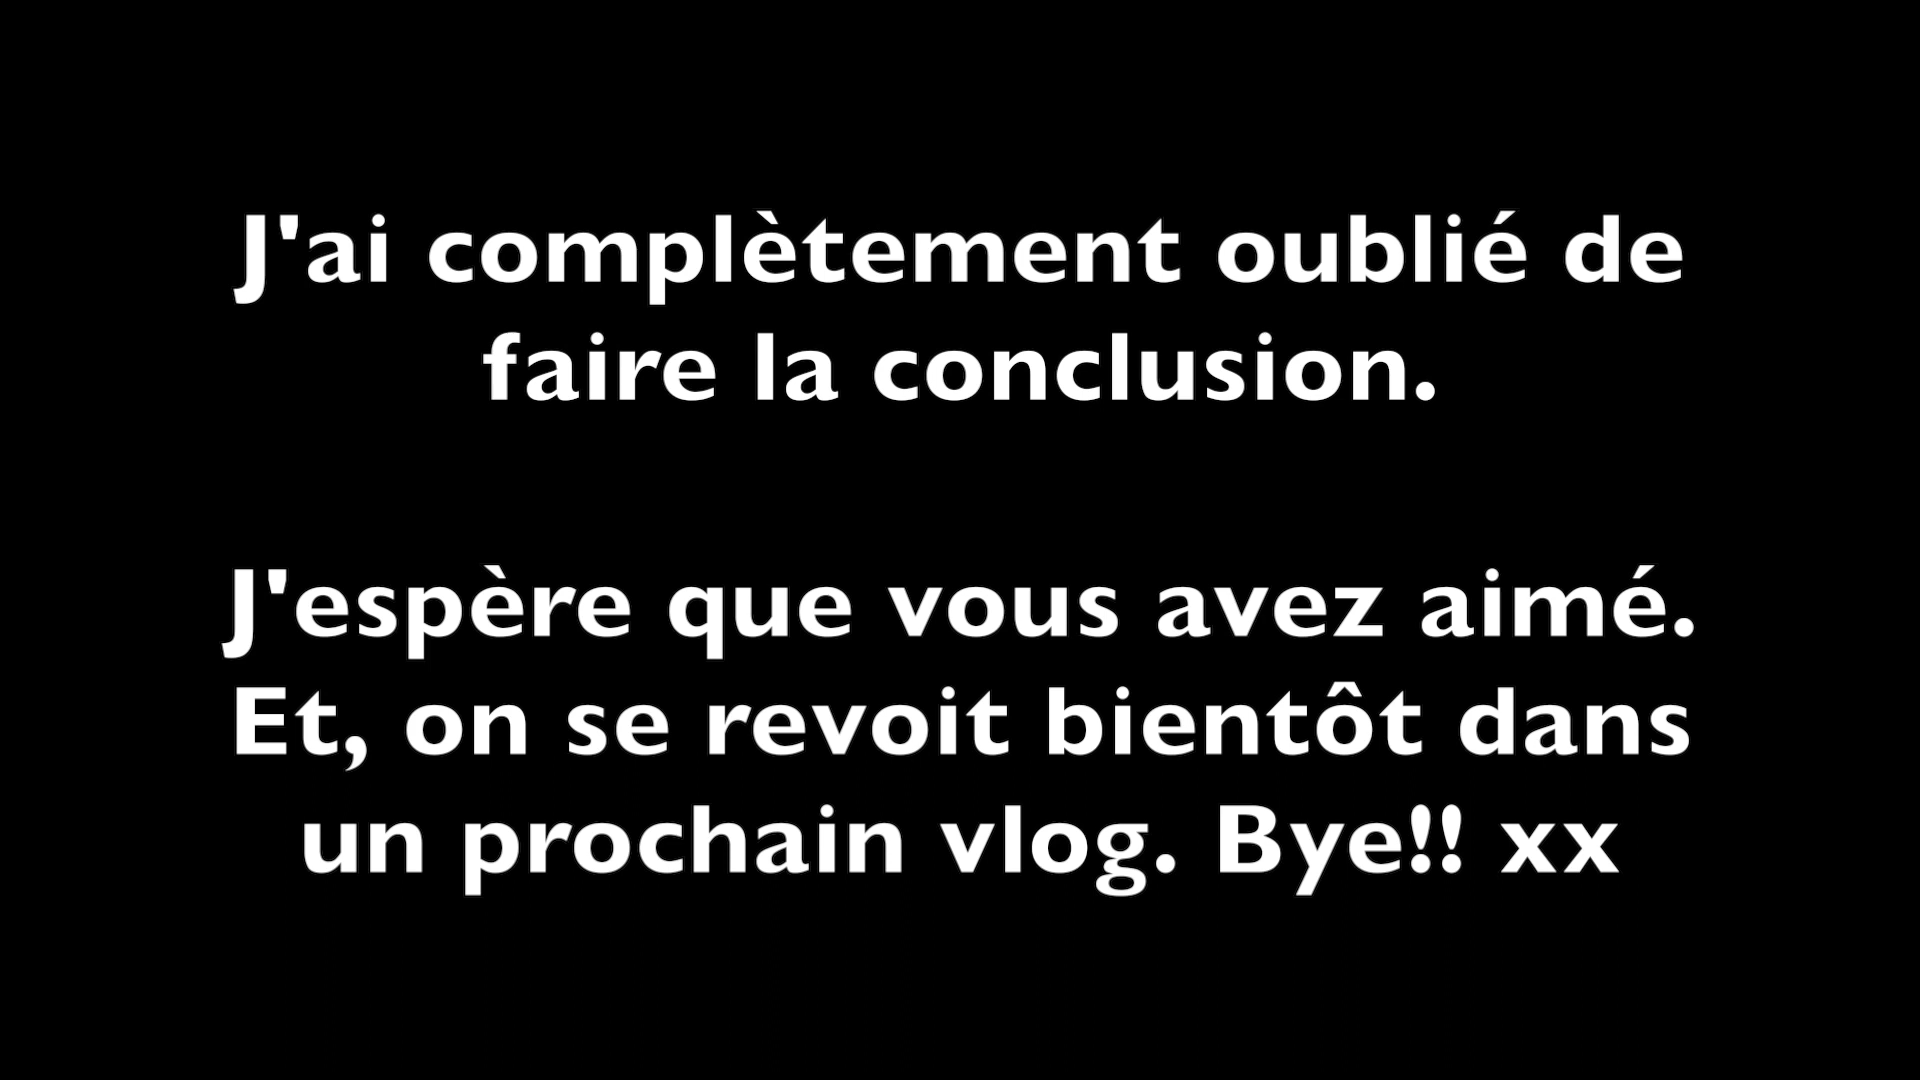 J'ai complètement oublié de
faire la conclusion.
J'espère que vous avez aimé.
Et, on se revoit bientôt dans
un prochain vlog. Bye!! xx